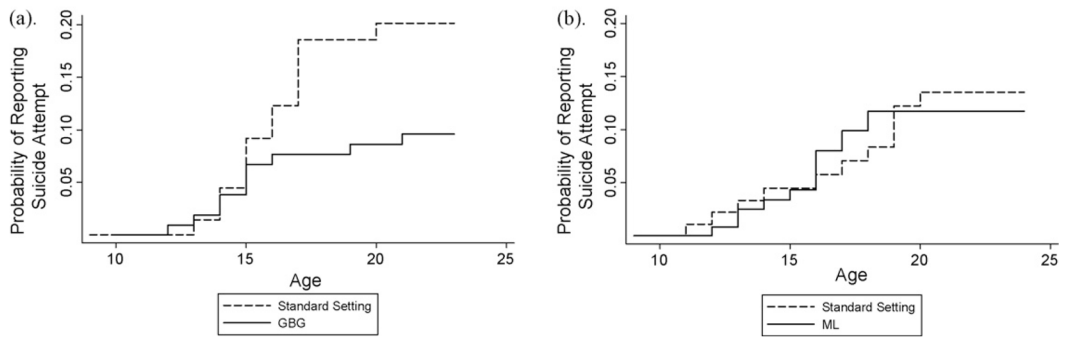 (a).
Probability of Reporting
Suicide Attempt
0.20
0.15
0.10
0.05
10
15
20
25
Age
Standard Setting
GBG
(b).
Probability of Reporting
Suicide Attempt
0.20
0.15
0.10
0.05
10
15
20
25
Age
Standard Setting
ML